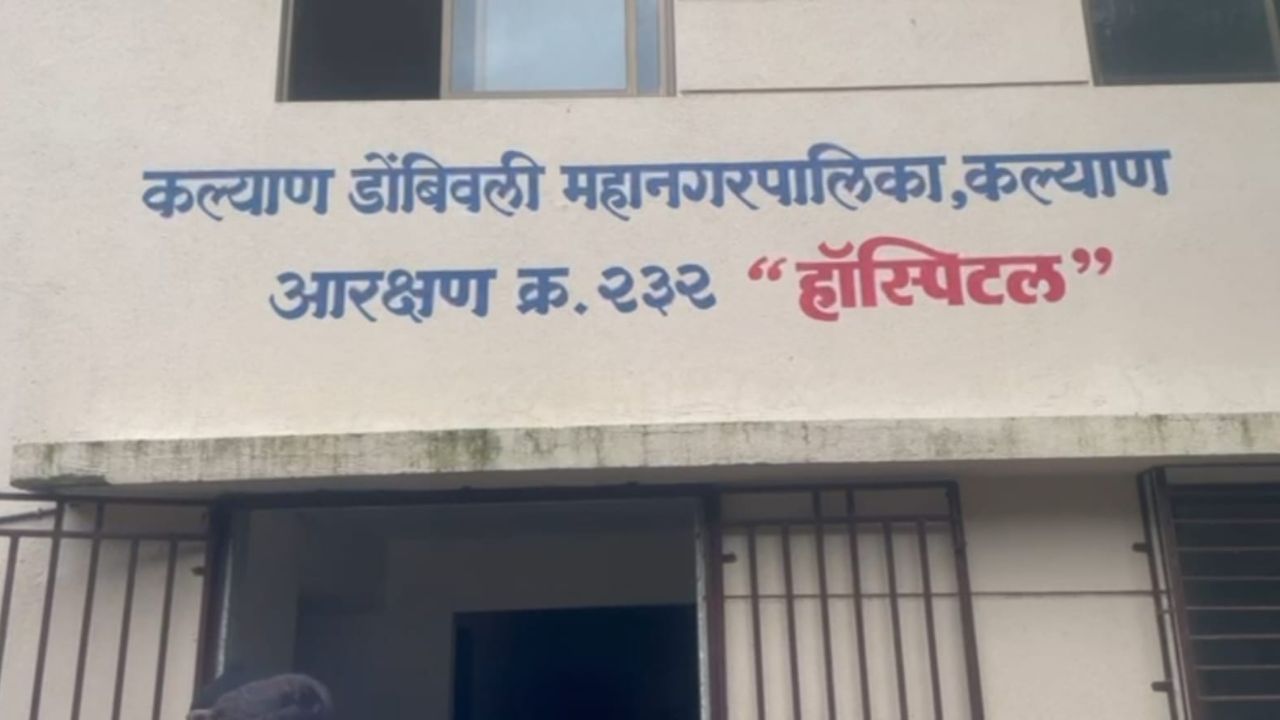 कल्याण डोंबिवली महानगरपालिका,कल्याण
आरक्षण क्र. २३२ “हॉस्पिटल”